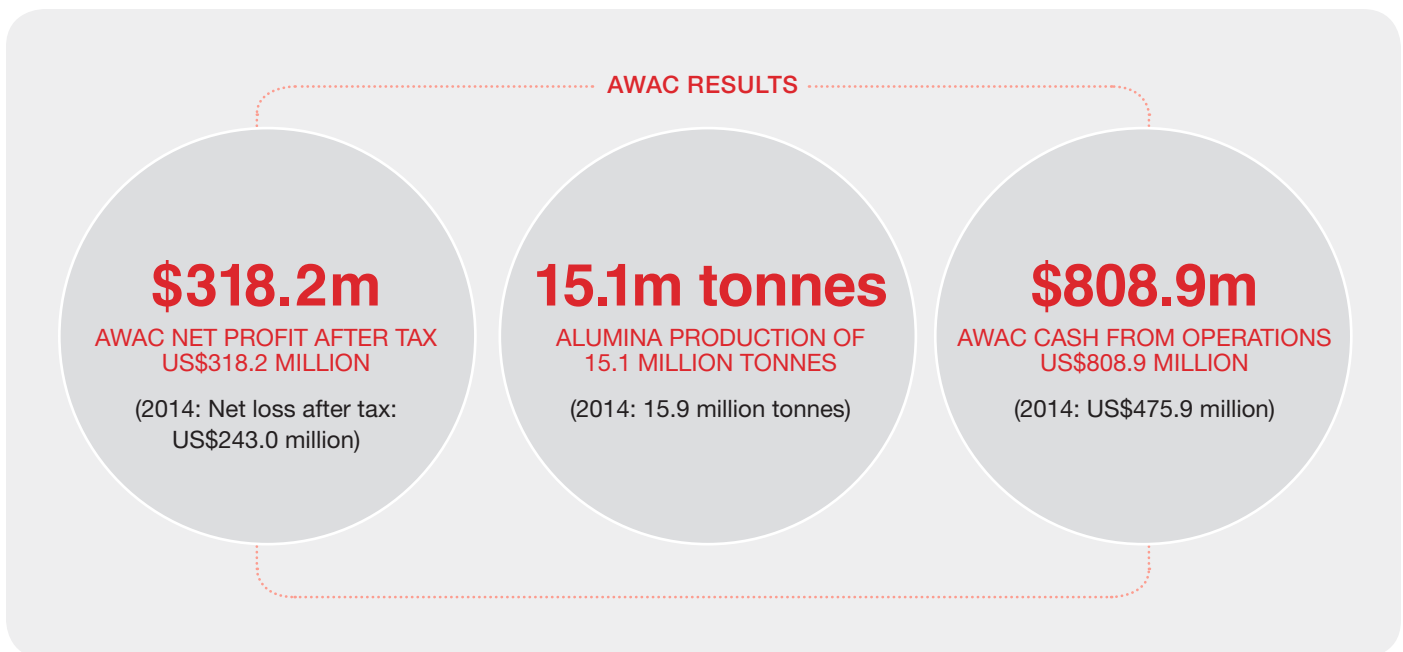 AWAC RESULTS
$318.2m
AWAC NET PROFIT AFTER TAX
US$318.2 MILLION
(2014: Net loss after tax:
US$243.0 million)
15.1m tonnes
ALUMINA PRODUCTION OF
15.1 MILLION TONNES
(2014: 15.9 million tonnes)
$808.9m
AWAC CASH FROM OPERATIONS
US$808.9 MILLION
(2014: US$475.9 million)